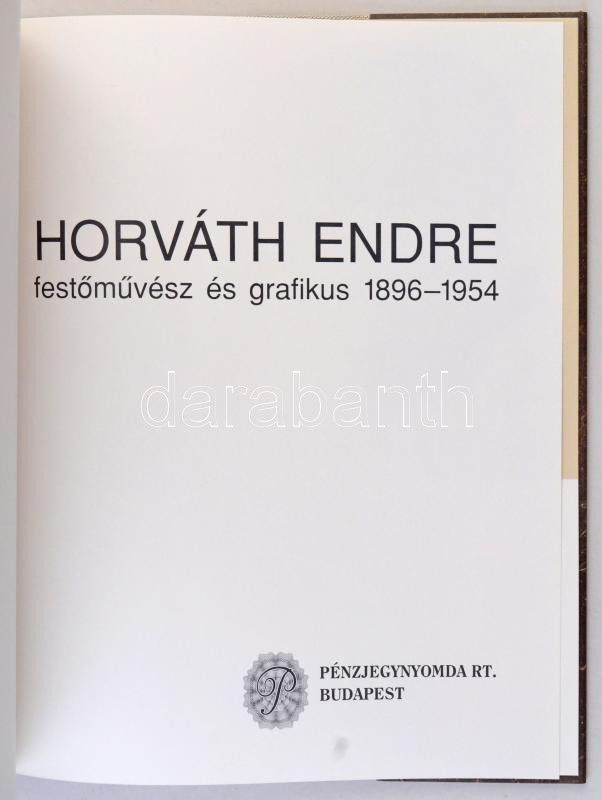 HORVÁTH ENDRE
festőművész és grafikus 1896–1954
darabanth
P
PÉNZJEGYNYOMDA RT.
BUDAPEST